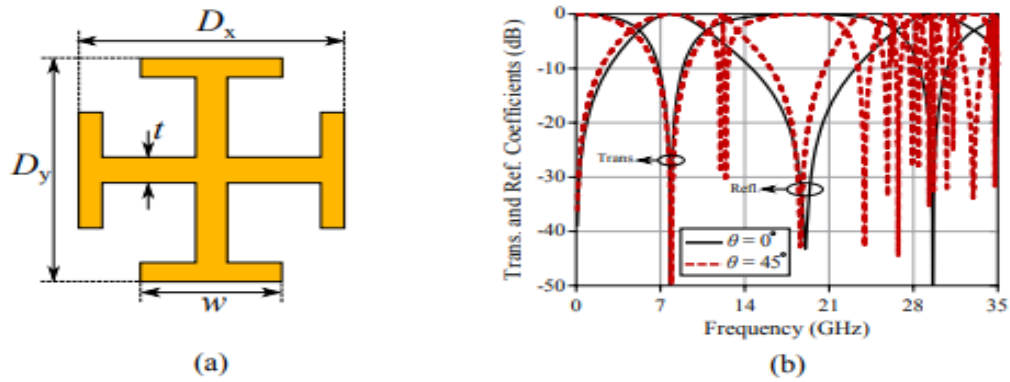 Dx
Dy
t
w
(a)
Trans. and Ref. Coefficients (dB)
0
-10
-20
-30
-40
-50
Trans.
Refl.
θ = 0°
θ = 45°
0 7 14 21 28 35
Frequency (GHz)
(b)